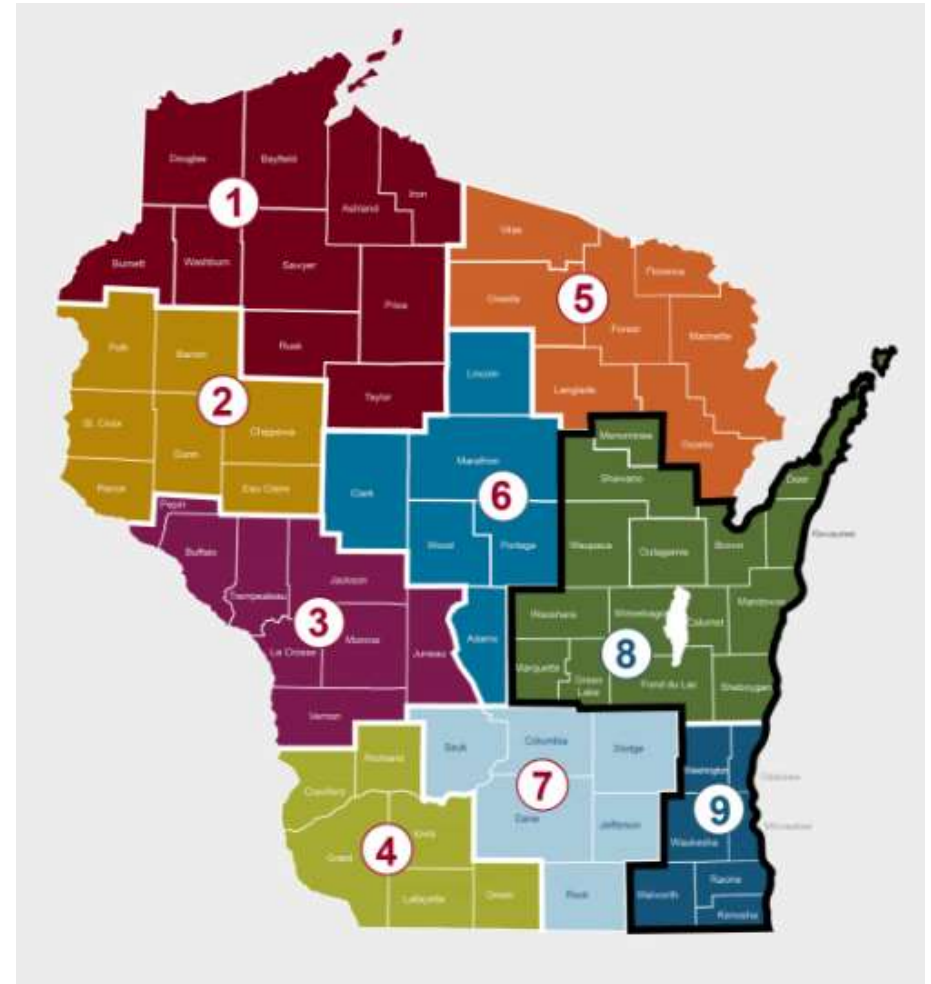 Douglas
Bayfield
Ashland
Iron
1
Burnett
Washburn
Sawyer
Price
Rusk
Taylor
Vilas
Florence
Oneida
5
Forest
Marinette
Langlade
Oconto
Polk
Barron
2
St. Croix
Dunn
Chippewa
Pierce
Eau Claire
Lincoln
Marathon
Clark
6
Wood
Portage
Adams
Menominee
Shawano
Door
Kewaunee
Waupaca
Outagamie
Brown
Waushara
Winnebago
Calumet
Manitowoc
8
Marquette
Green
Lake
Fond du Lac
Sheboygan
Pepin
Buffalo
Trempealeau
Jackson
3
La Crosse
Monroe
Juneau
Vernon
Sauk
Columbia
Dodge
7
Dane
Jefferson
Rock
Richland
Crawford
Iowa
4
Grant
Lafayette
Green
Washington
Ozaukee
9
Milwaukee
Waukesha
Walworth
Racine
Kenosha